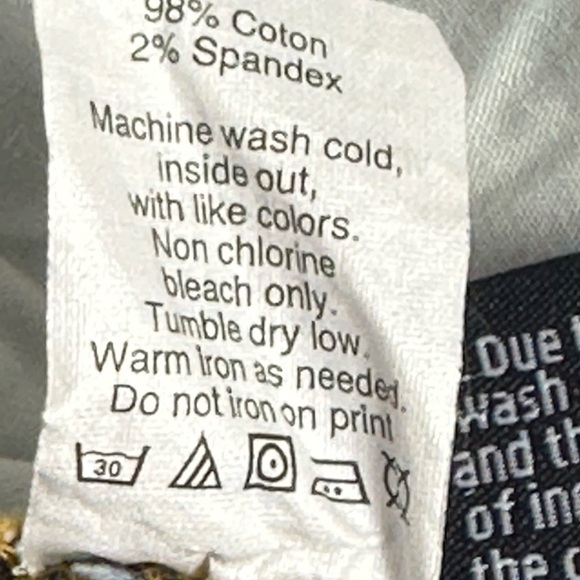 98% Coton
2% Spandex
Machine wash cold,
inside out,
with like colors.
Non chlorine
bleach only.
Tumble dry low.
Warm iron as needed.
Do not iron on print
30
Due
wash
and th
of in
the